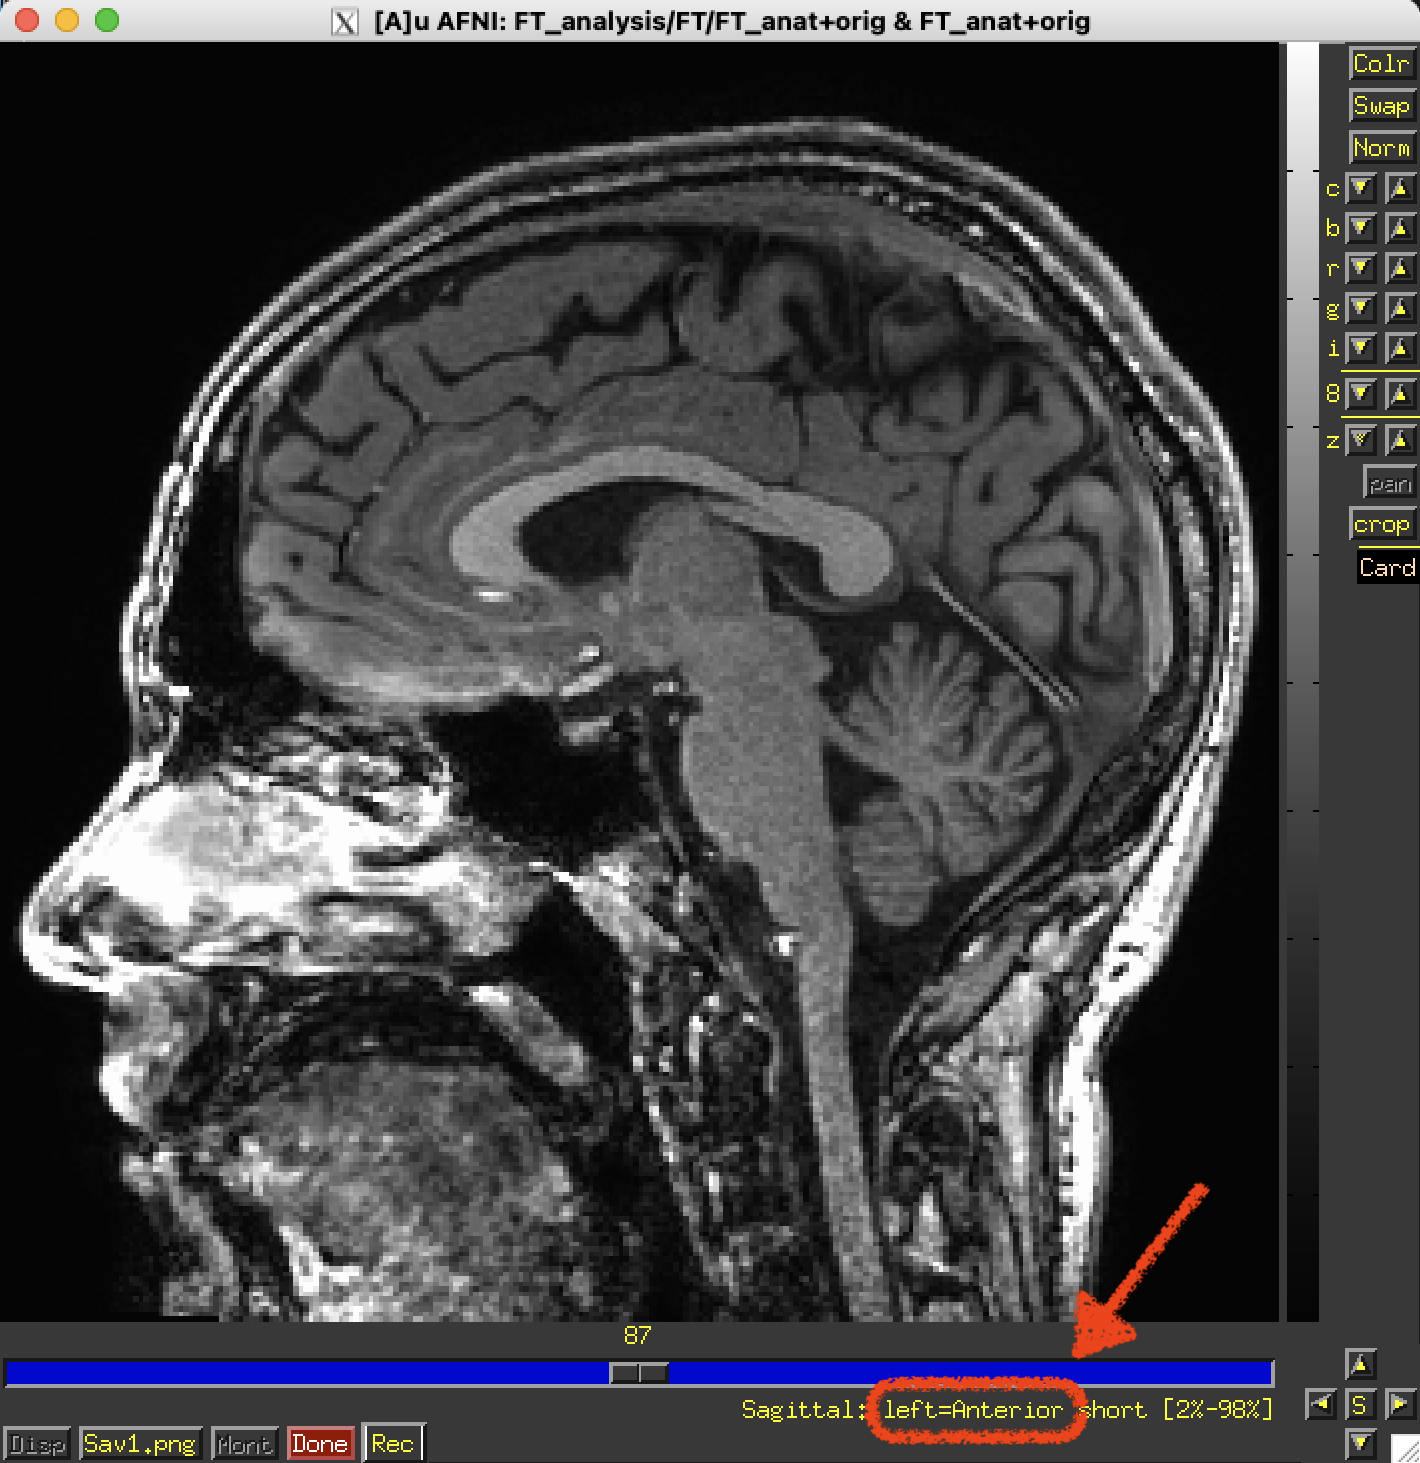 [A]u AFNI: FT_analysis/FT/FT_anat+orig & FT_anat+orig
Colr
Swap
Norm
c
b
r
g
i
8
z
pan
crop
Card
87
Sagittal: left=Anterior short [2%-98%]
S
Disp Sav1.png Mont Done Rec